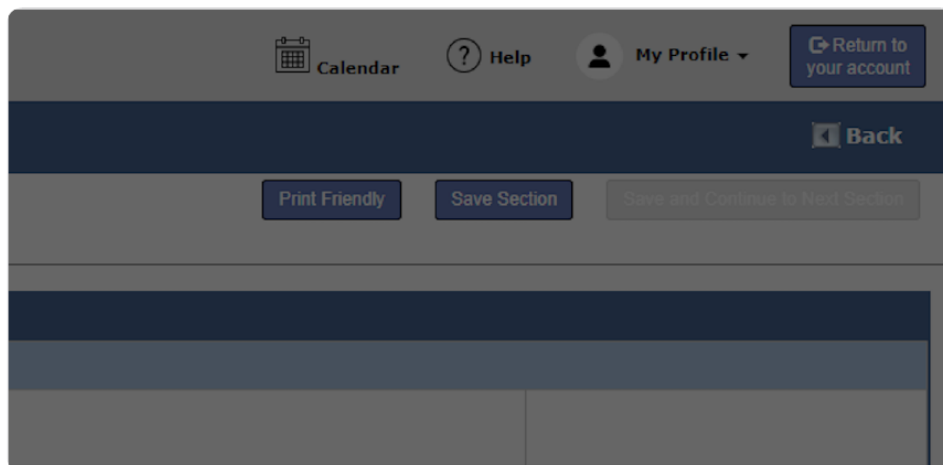 Calendar
Help
My Profile
Return to
your account
Back
Print Friendly
Save Section
Save and Continue to Next Section